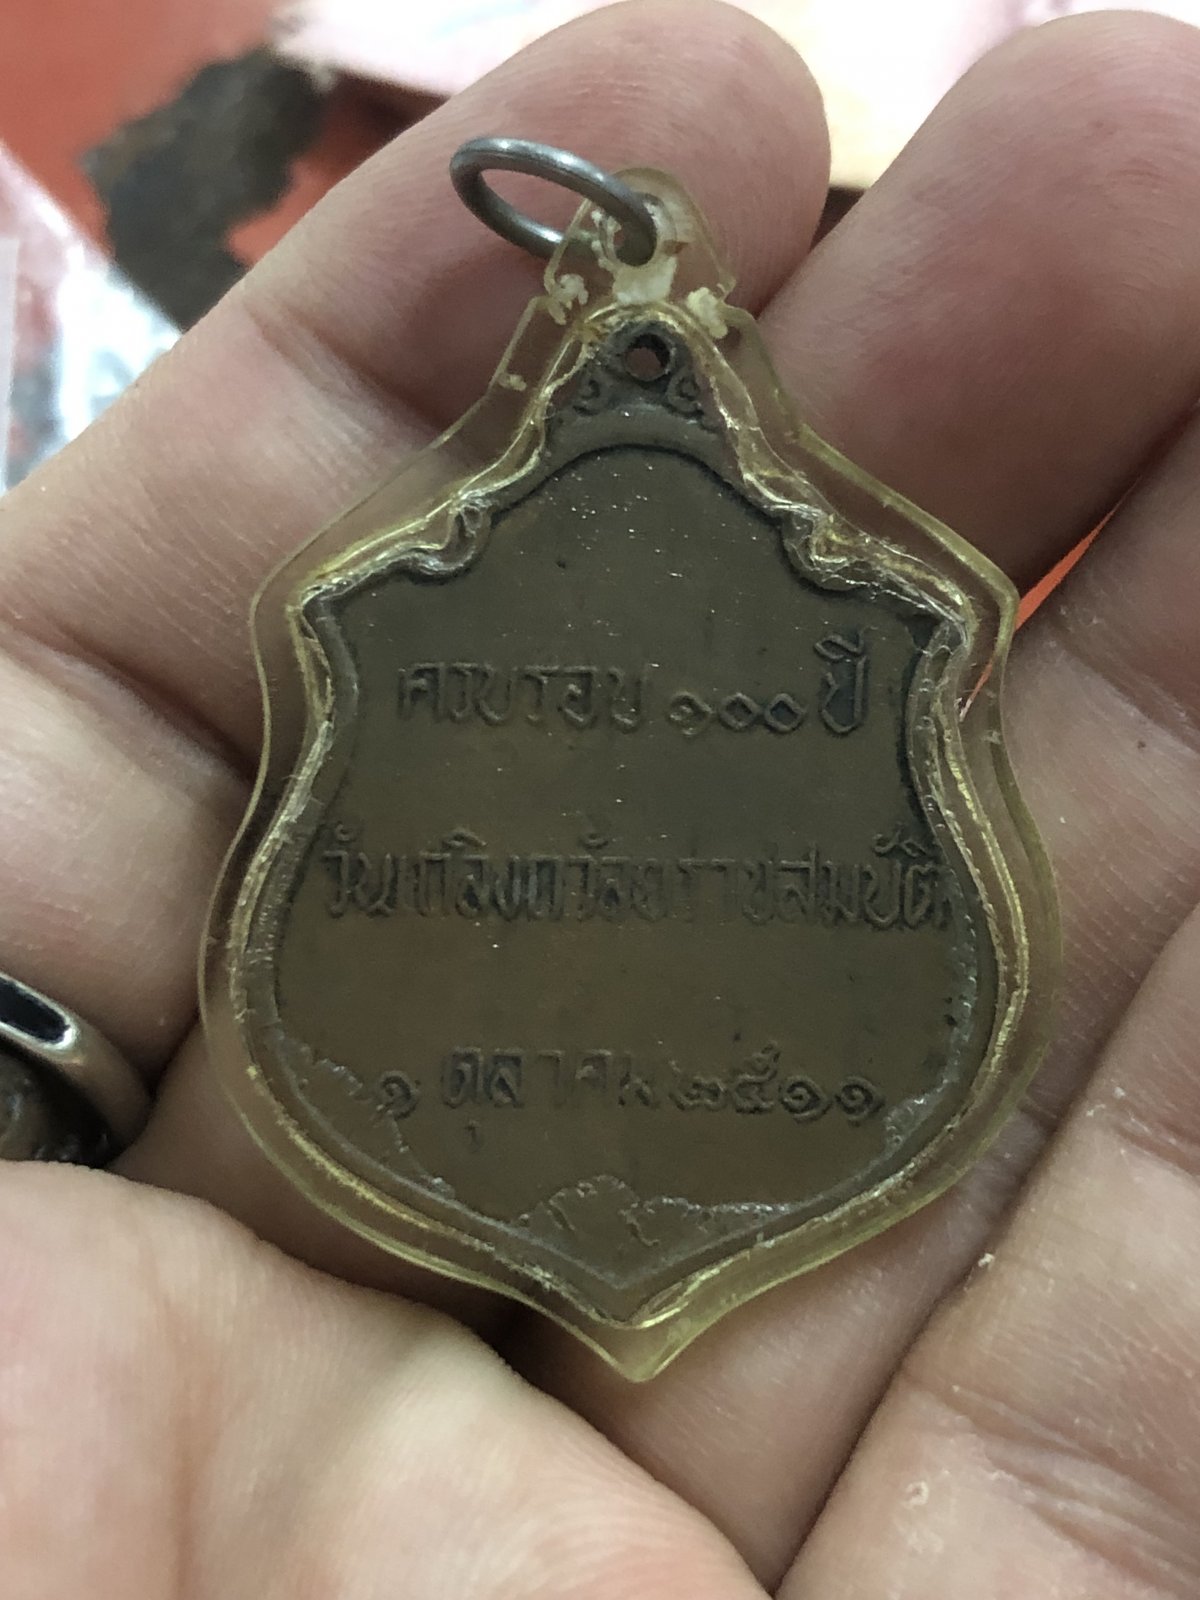 ครบรอบ ๑๐๐ ปี
วันเถลิงถวัลยราชสมบัติ
๑ ตุลาคม ๒๕๑๑